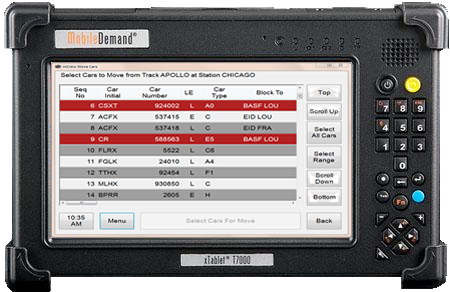 MobileDemand®
mCrew Move Cars
Select Cars to Move from Track APOLLO at Station CHICAGO
Seq No Car Initial Car Number LE Car Type Block To
6 CSXT 924002 L A0 BASF LOU
7 ACFX 537415 E C EID LOU
8 ACFX 537418 L C EID FRA
9 CR 588563 L E5 BASF LOU
10 FLRX 5522 L C6
11 FGLK 24010 L A4
12 TTHX 92454 L F1
13 MLHX 930850 L C
14 BPRR 2605 E H
Top
Scroll Up
Select All Cars
Select Range
Scroll Down
Bottom
10:35 AM
Menu
Select Cars For Move
Back
xTablet® T7000
7 8 9
4 5 6
1 2 3
0
Fn